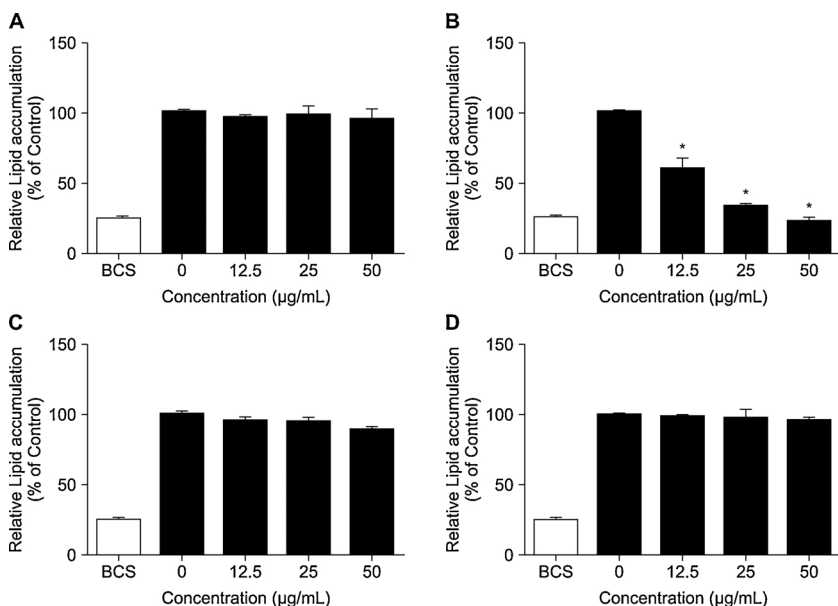 A
Relative Lipid accumulation
(% of Control)
150
100
50
0
BCS 0 12.5 25 50
Concentration (µg/mL)
B
Relative Lipid accumulation
(% of Control)
150
100
50
0
*
*
*
BCS 0 12.5 25 50
Concentration (µg/mL)
C
Relative Lipid accumulation
(% of Control)
150
100
50
0
BCS 0 12.5 25 50
Concentration (µg/mL)
D
Relative Lipid accumulation
(% of Control)
150
100
50
0
BCS 0 12.5 25 50
Concentration (µg/mL)